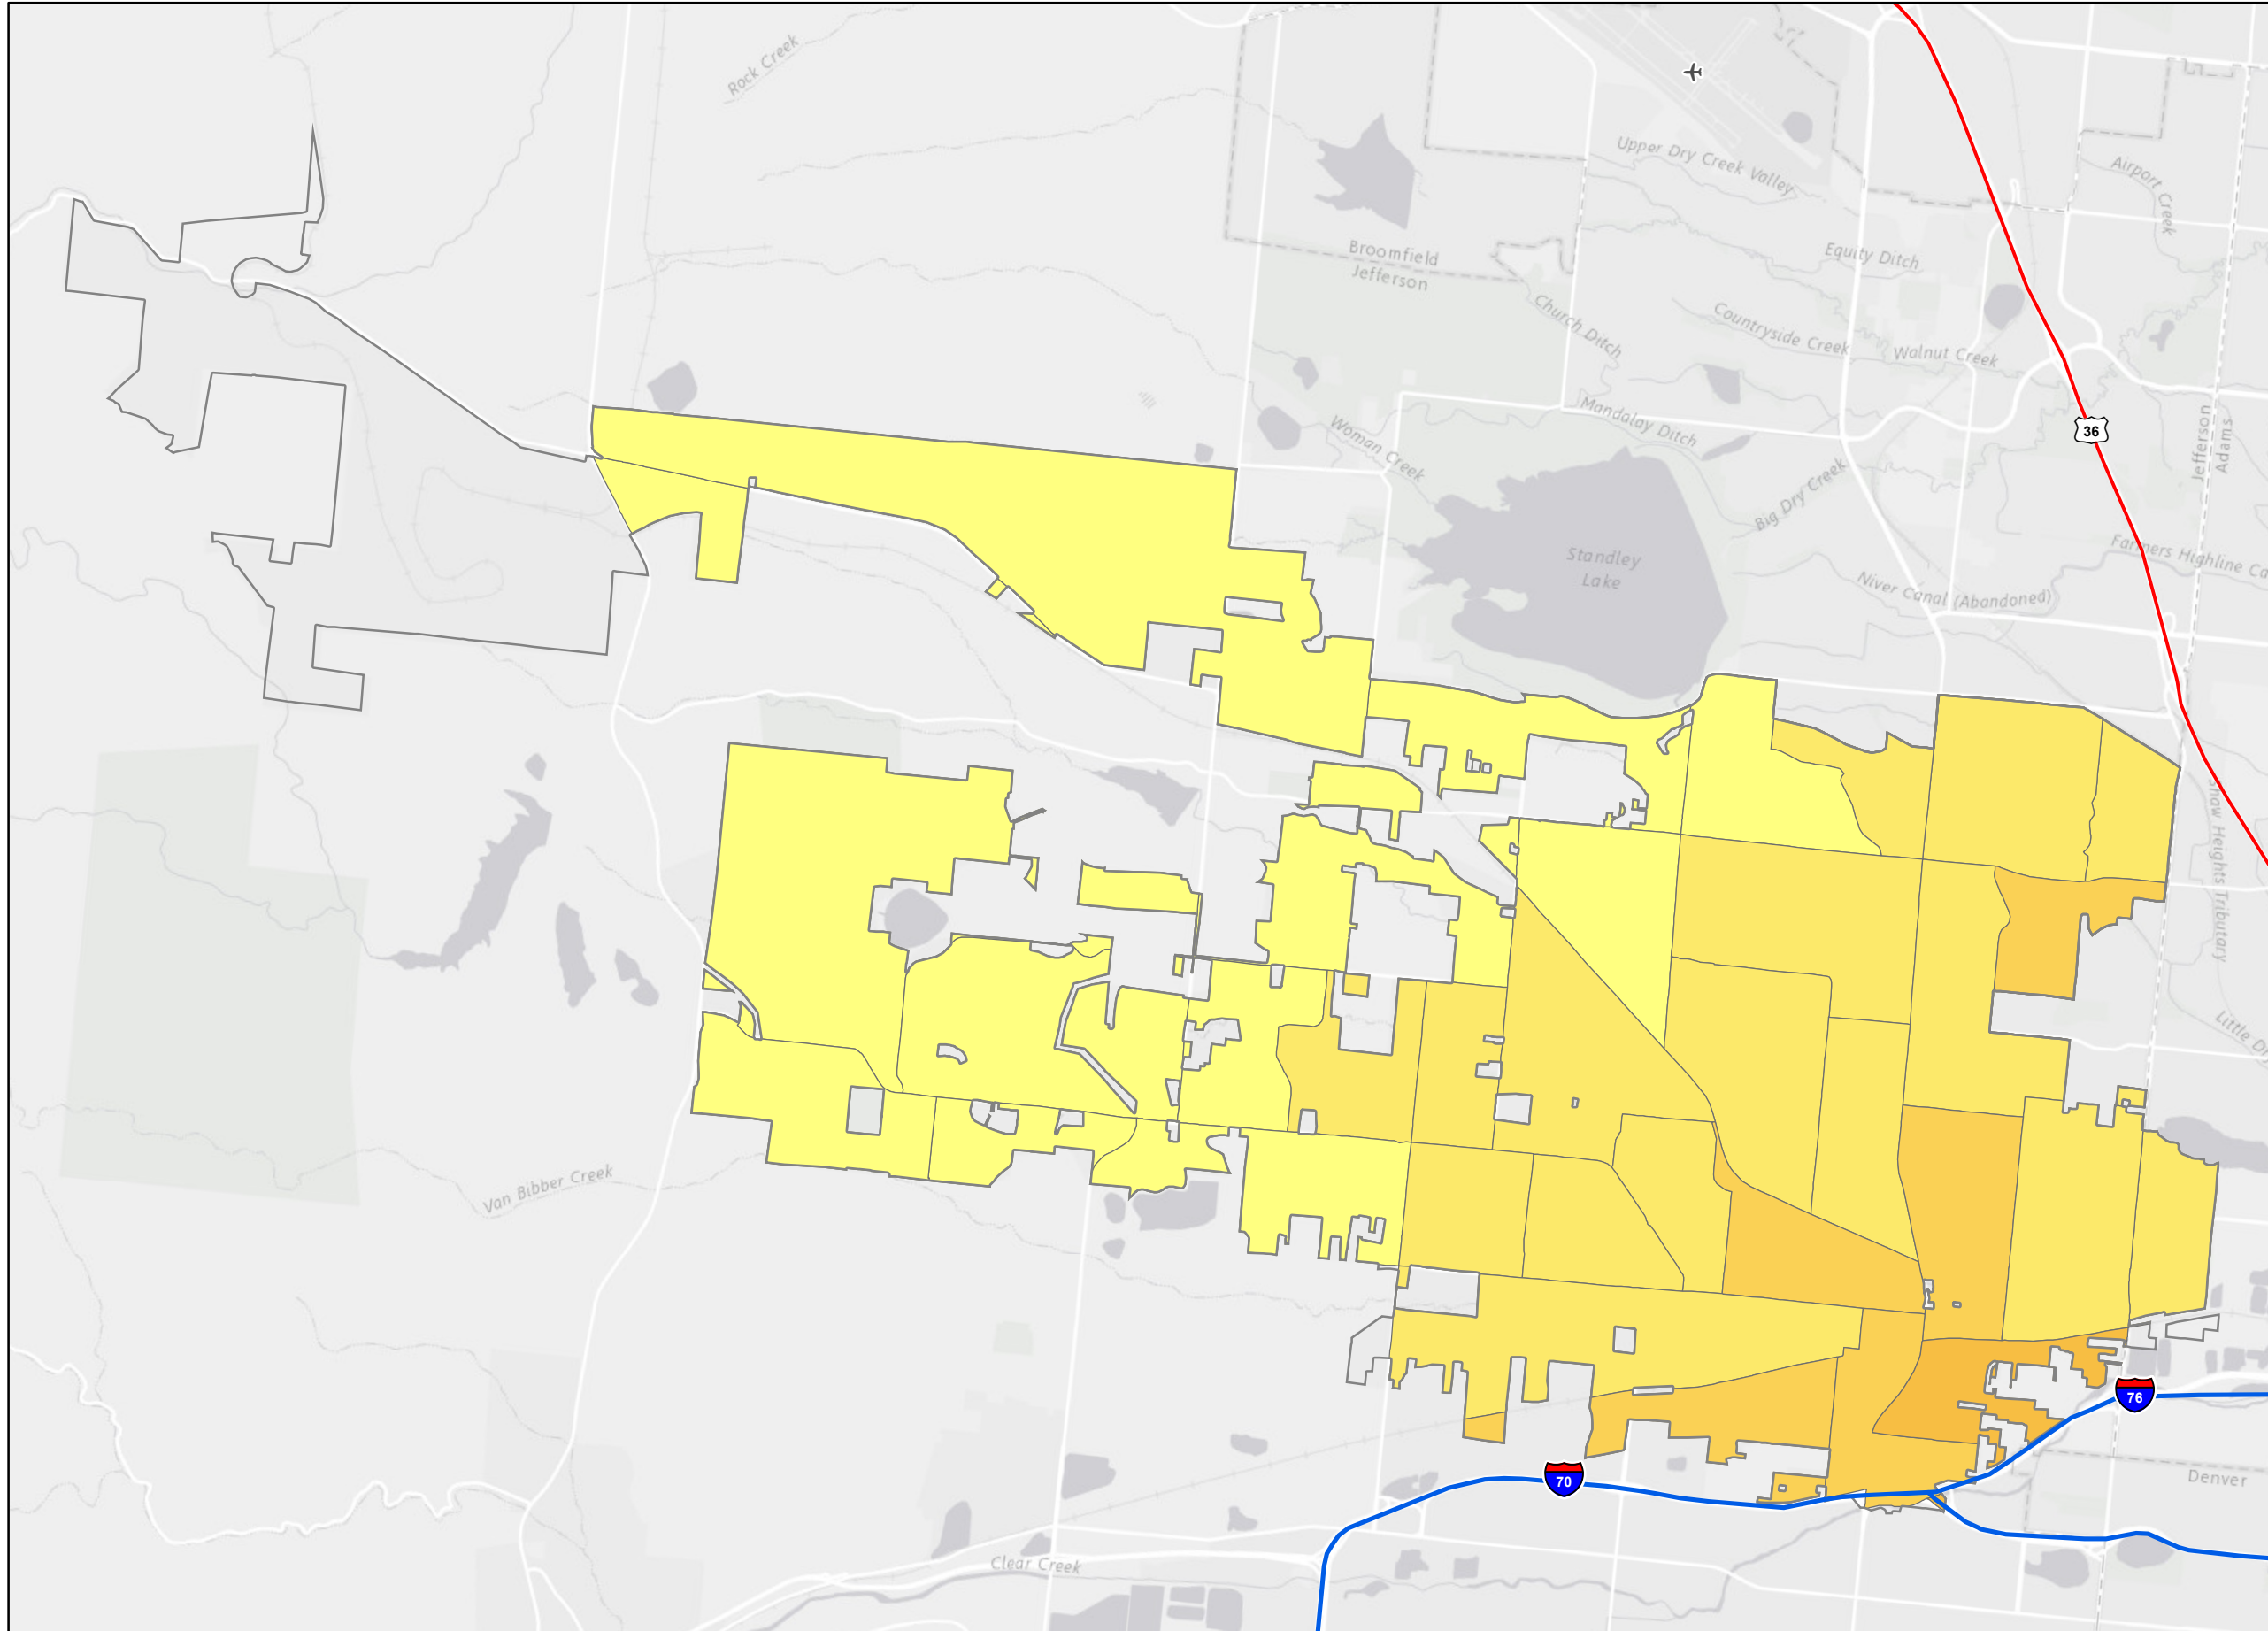 Rock Creek
Upper Dry Creek Valley
Airport
Creek
Broomfield
Jefferson
Equity Ditch
Church Ditch
Countryside Creek
Walnut Creek
Mandalay Ditch
Woman Creek
36
Jefferson
Adams
Big Dry Creek
Standley
Lake
Farmers Highline Ca
Niver Canal (Abandoned)
Shaw Heights Tributary
Little Dr
Van Bibber Creek
76
70
Denver
Clear Creek